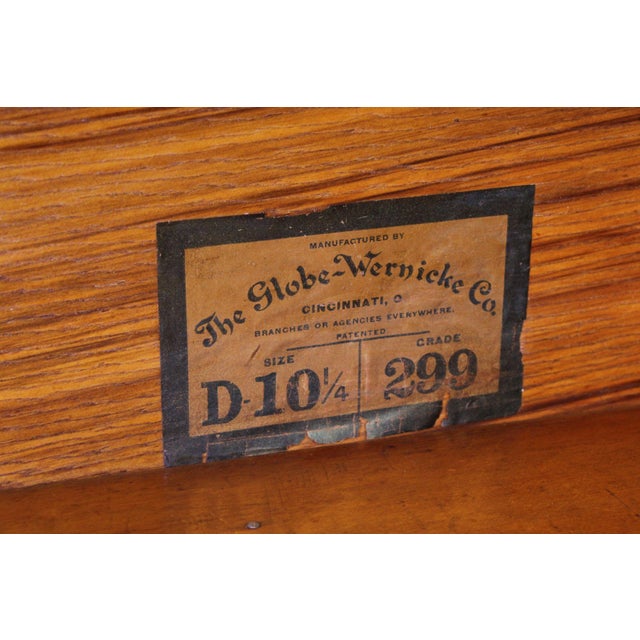 MANUFACTURED BY
The Globe-Wernicke Co.
CINCINNATI, O
BRANCHES OR AGENCIES EVERYWHERE.
PATENTED
SIZE GRADE
D-10¼ 299